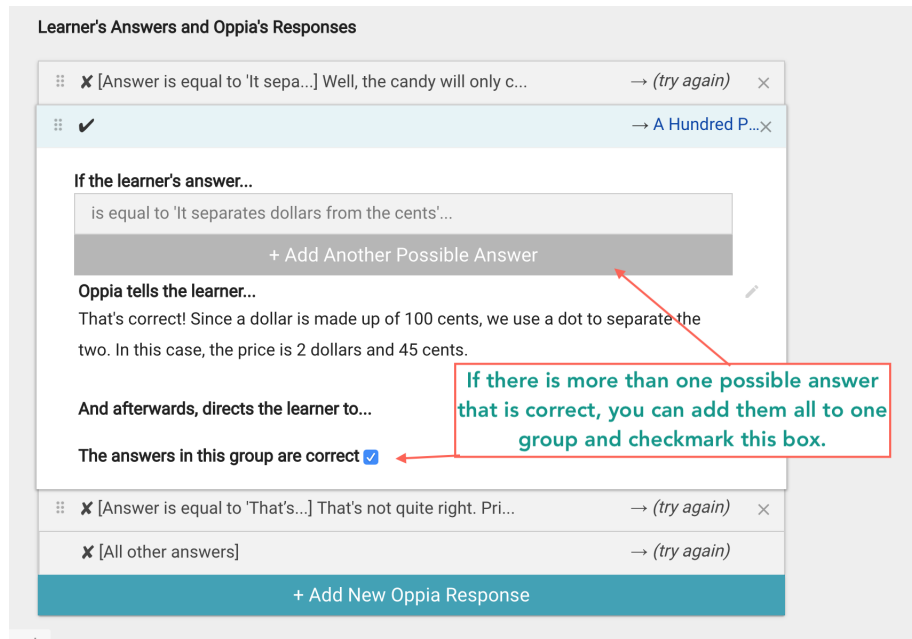 Learner's Answers and Oppia's Responses
✘ [Answer is equal to 'It sepa...] Well, the candy will only c... → (try again) ×
✔ → A Hundred P... ×
If the learner's answer...
is equal to 'It separates dollars from the cents'...
+ Add Another Possible Answer
Oppia tells the learner...
That's correct! Since a dollar is made up of 100 cents, we use a dot to separate the
two. In this case, the price is 2 dollars and 45 cents.
If there is more than one possible answer
that is correct, you can add them all to one
group and checkmark this box.
And afterwards, directs the learner to...
The answers in this group are correct
✘ [Answer is equal to 'That’s...] That's not quite right. Pri... → (try again) ×
✘ [All other answers] → (try again)
+ Add New Oppia Response